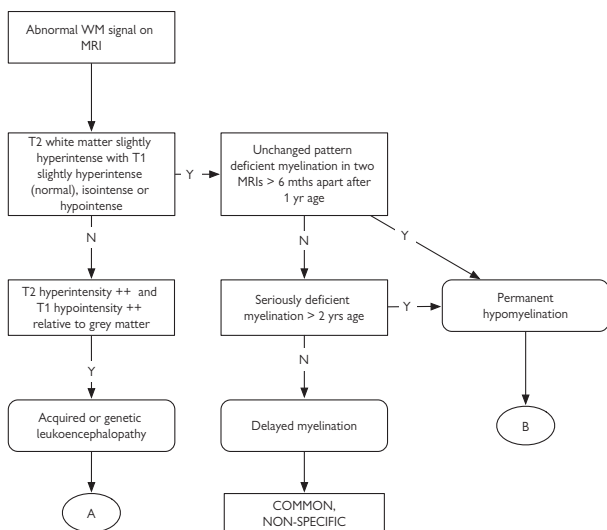 Abnormal WM signal on
MRI
T2 white matter slightly
hyperintense with T1
slightly hyperintense
(normal), isointense or
hypointense
Y
Unchanged pattern
deficient myelination in two
MRIs > 6 mths apart after
1 yr age
N
N
Y
T2 hyperintensity ++ and
T1 hypointensity ++
relative to grey matter
Seriously deficient
myelination > 2 yrs age
Y
Permanent
hypomyelination
Y
N
Acquired or genetic
leukoencephalopathy
Delayed myelination
B
A
COMMON,
NON-SPECIFIC